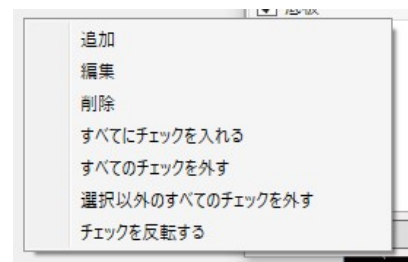 追加
編集
削除
すべてにチェックを入れる
すべてのチェックを外す
選択以外のすべてのチェックを外す
チェックを反転する